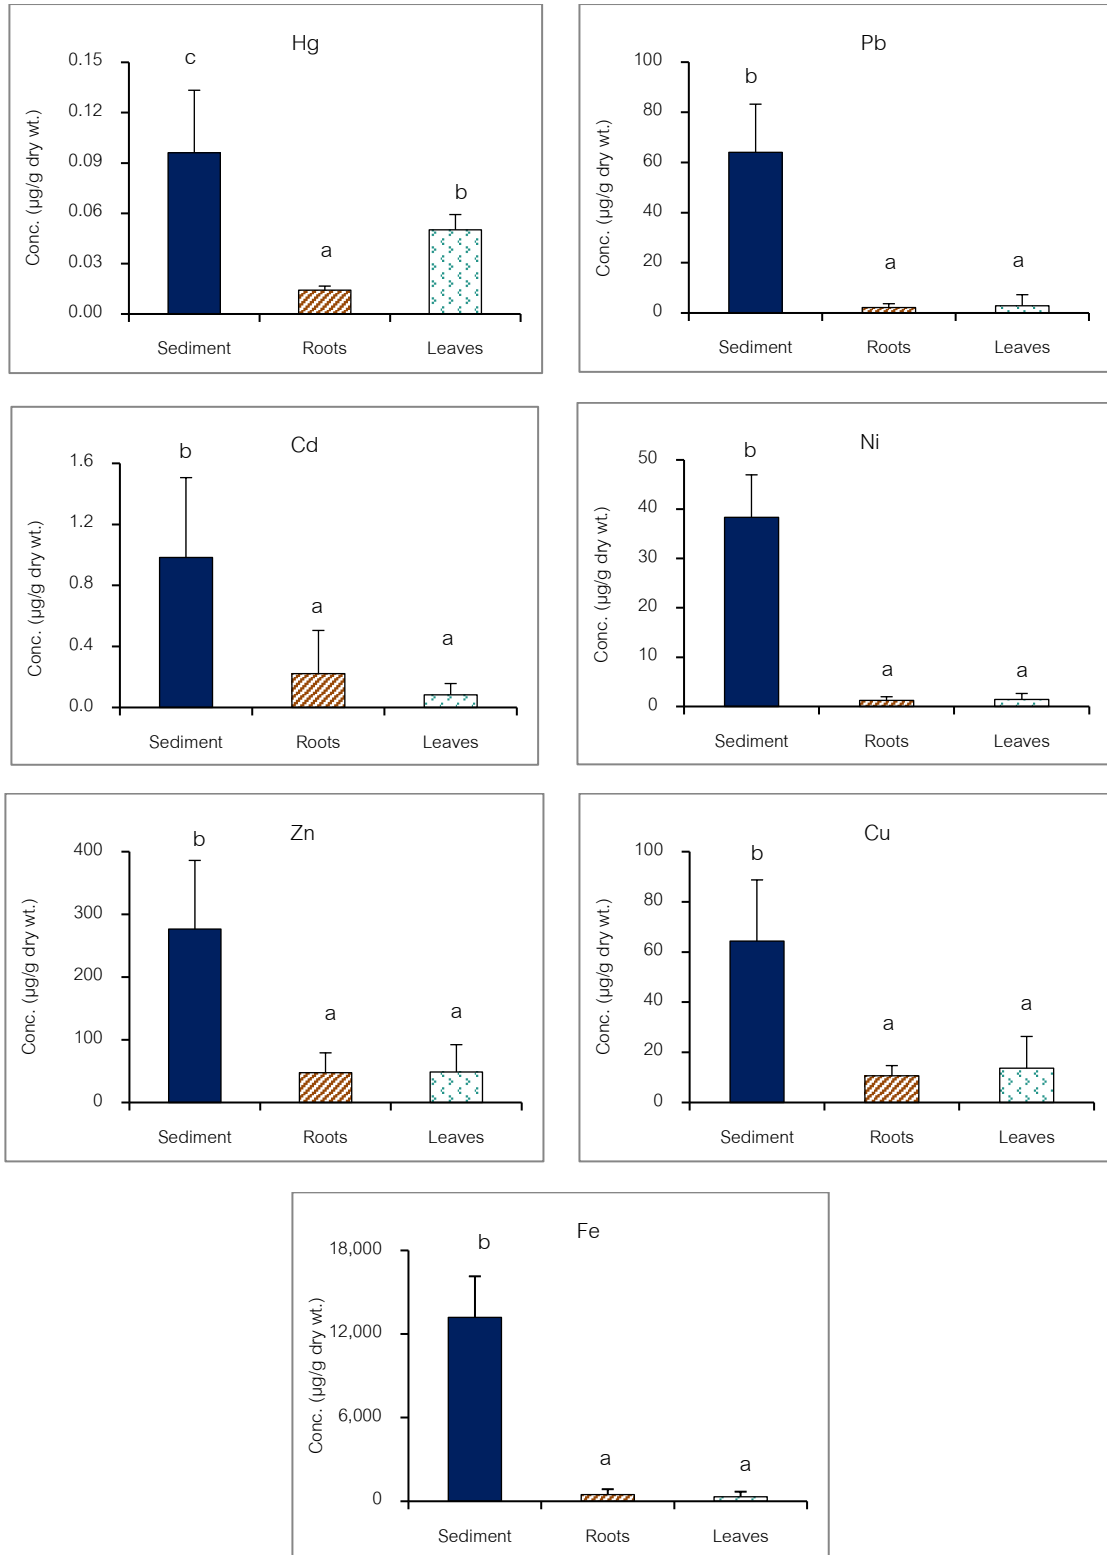 Hg
c
b
a
0.15
0.12
0.09
0.06
0.03
0.00
Conc. (µg/g dry wt.)
Sediment Roots Leaves
Pb
b
a
a
100
80
60
40
20
0
Conc. (µg/g dry wt.)
Sediment Roots Leaves
Cd
b
a
a
1.6
1.2
0.8
0.4
0.0
Conc. (µg/g dry wt.)
Sediment Roots Leaves
Ni
b
a
a
50
40
30
20
10
0
Conc. (µg/g dry wt.)
Sediment Roots Leaves
Zn
b
a
a
400
300
200
100
0
Conc. (µg/g dry wt.)
Sediment Roots Leaves
Cu
b
a
a
100
80
60
40
20
0
Conc. (µg/g dry wt.)
Sediment Roots Leaves
Fe
b
a
a
18,000
12,000
6,000
0
Conc. (µg/g dry wt.)
Sediment Roots Leaves